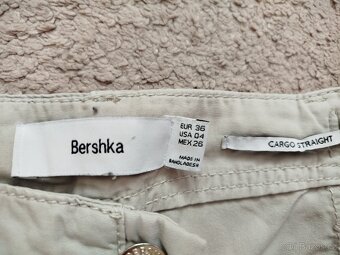 Bershka
EUR 36
USA 04
MEX 26
MADE IN
BANGLADESH
CARGO STRAIGHT